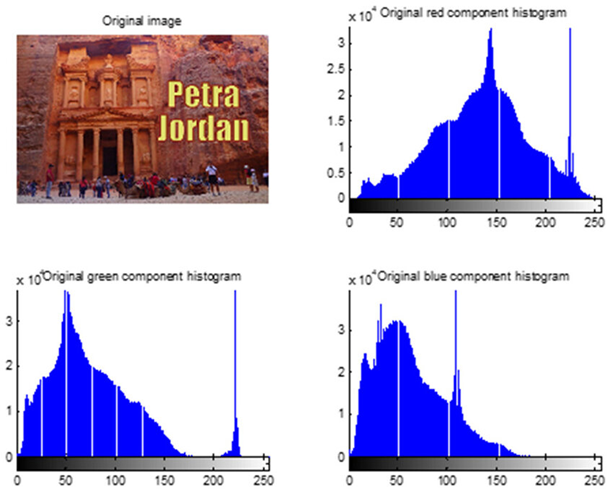 Original image
Petra
Jordan
x 10^4 Original red component histogram
3
2.5
2
1.5
1
0.5
0
0 50 100 150 200 250
x 10^4 Original green component histogram
3
2
1
0
0 50 100 150 200 250
x 10^4 Original blue component histogram
3
2
1
0
0 50 100 150 200 250